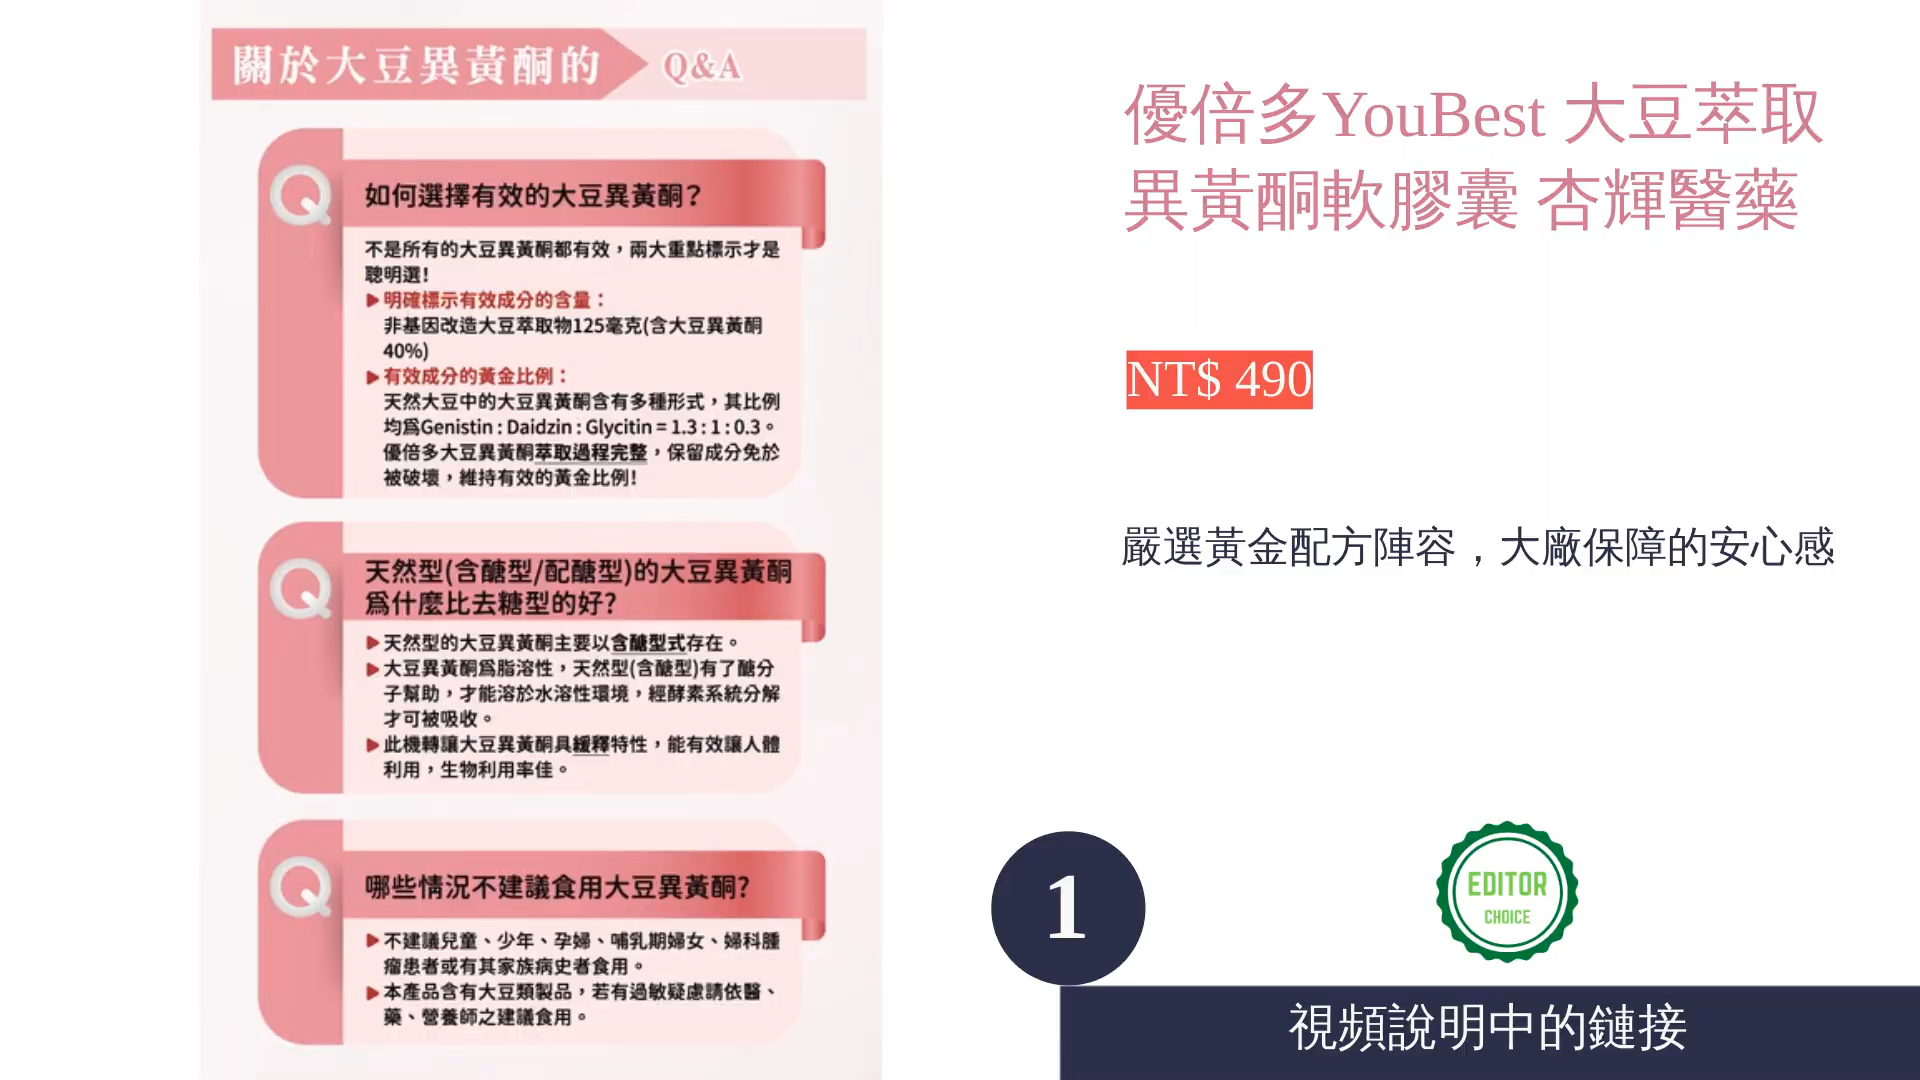 關於大豆異黃酮的 Q&A
Q 如何選擇有效的大豆異黃酮?
不是所有的大豆異黃酮都有效,兩大重點標示才是
聰明選!
▶明確標示有效成分的含量:
非基因改造大豆萃取物125毫克(含大豆異黃酮
40%)
▶有效成分的黃金比例:
天然大豆中的大豆異黃酮含有多種形式,其比例
均爲Genistin : Daidzin : Glycitin = 1.3 : 1 : 0.3。
優倍多大豆異黃酮萃取過程完整,保留成分免於
被破壞,維持有效的黃金比例!
Q 天然型(含醣型/配醣型)的大豆異黃酮
爲什麼比去糖型的好?
▶天然型的大豆異黃酮主要以含醣型式存在。
▶大豆異黃酮爲脂溶性,天然型(含醣型)有了醣分
子幫助,才能溶於水溶性環境,經酵素系統分解
才可被吸收。
▶此機轉讓大豆異黃酮具緩釋特性,能有效讓人體
利用,生物利用率佳。
Q 哪些情況不建議食用大豆異黃酮?
▶不建議兒童、少年、孕婦、哺乳期婦女、婦科腫
瘤患者或有其家族病史者食用。
▶本產品含有大豆類製品,若有過敏疑慮請依醫、
藥、營養師之建議食用。
優倍多YouBest 大豆萃取
異黃酮軟膠囊 杏輝醫藥
NT$ 490
嚴選黃金配方陣容，大廠保障的安心感
1
EDITOR
CHOICE
視頻說明中的鏈接